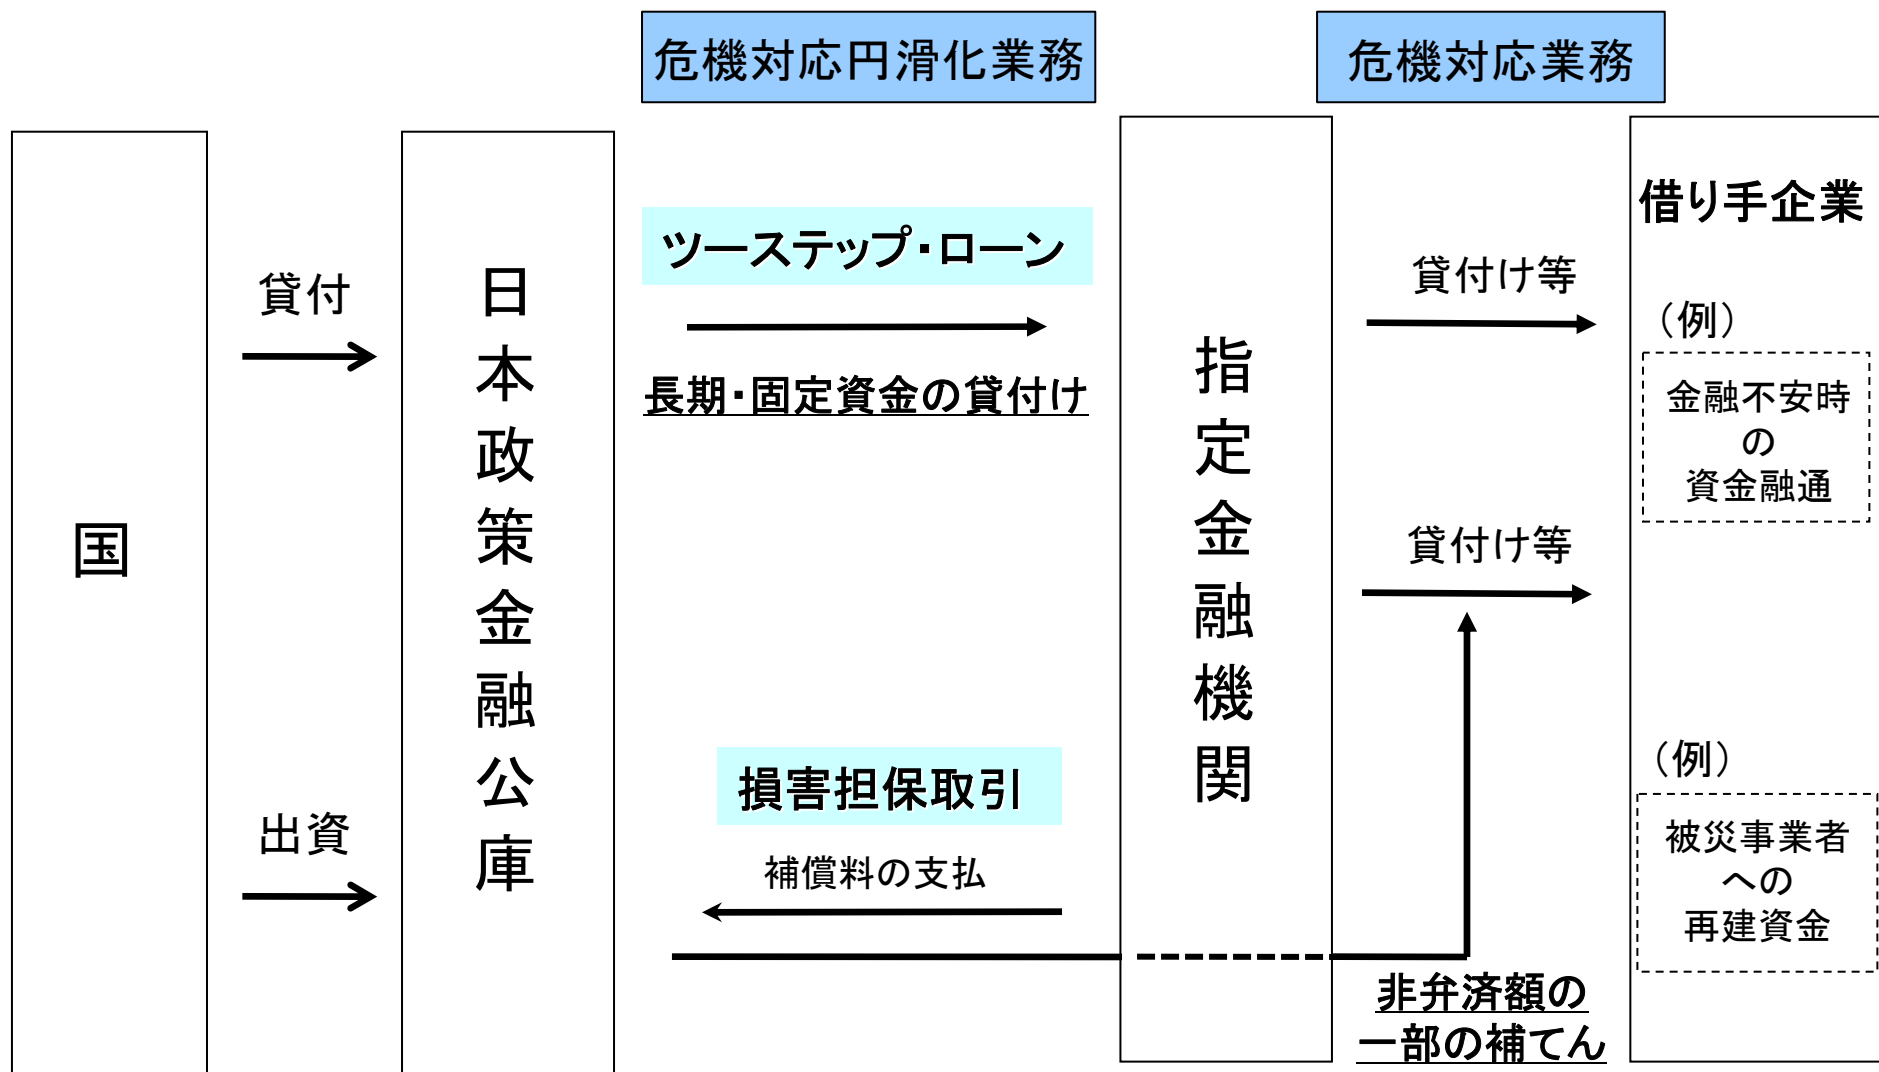 危機対応円滑化業務
危機対応業務
国
貸付
出資
日本政策金融公庫
ツーステップ・ローン
長期・固定資金の貸付け
損害担保取引
補償料の支払
指定金融機関
貸付け等
貸付け等
非弁済額の
一部の補てん
借り手企業
（例）
金融不安時
の
資金融通
（例）
被災事業者
への
再建資金